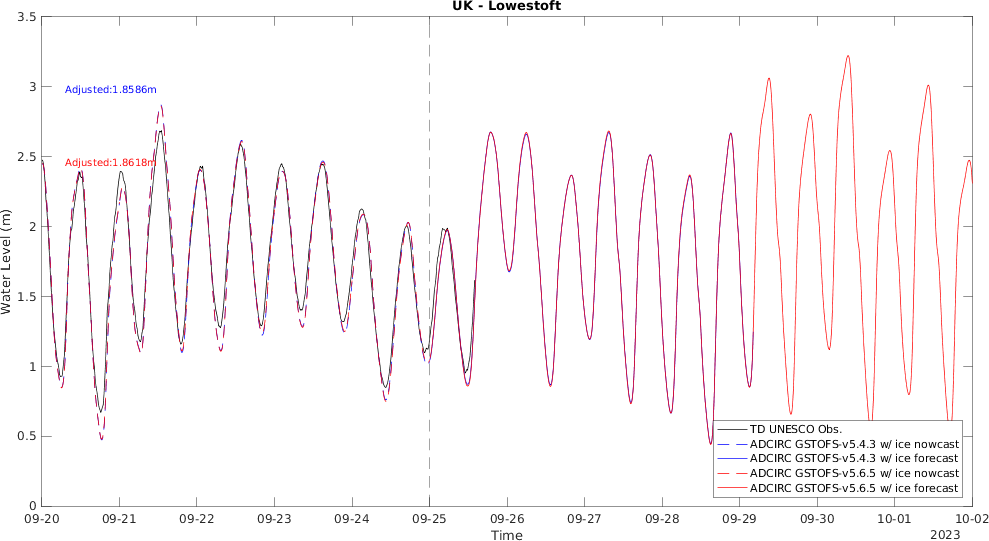 UK - Lowestoft
3.5
3
2.5
2
1.5
1
0.5
0
Water Level (m)
Adjusted:1.8586m
Adjusted:1.8618m
TD UNESCO Obs.
ADCIRC GSTOFS-v5.4.3 w/ ice nowcast
ADCIRC GSTOFS-v5.4.3 w/ ice forecast
ADCIRC GSTOFS-v5.6.5 w/ ice nowcast
ADCIRC GSTOFS-v5.6.5 w/ ice forecast
09-20 09-21 09-22 09-23 09-24 09-25 09-26 09-27 09-28 09-29 09-30 10-01 10-02
Time
2023